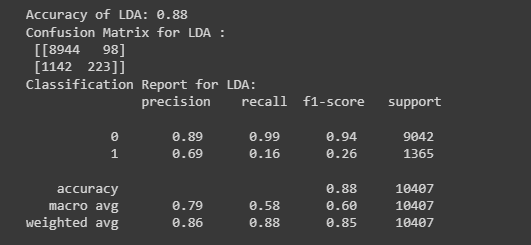 Accuracy of LDA: 0.88
Confusion Matrix for LDA :
[[8944 98]
[1142 223]]
Classification Report for LDA:
precision recall f1-score support
0 0.89 0.99 0.94 9042
1 0.69 0.16 0.26 1365
accuracy 0.88 10407
macro avg 0.79 0.58 0.60 10407
weighted avg 0.86 0.88 0.85 10407